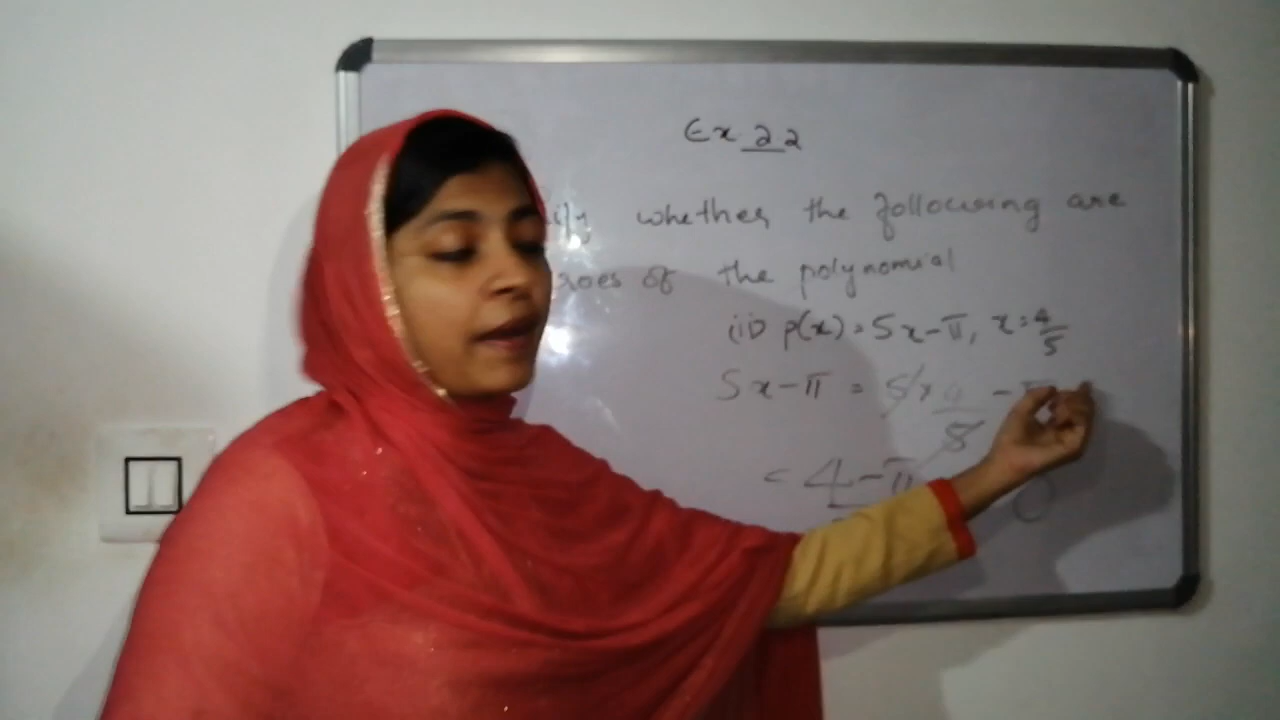 Ex 2 2
whether the following are
of the polynomial
(ii) p(x) = 5x - π, x = 4/5
5x - π = 5 x 4/5 -
= 4 - π 0